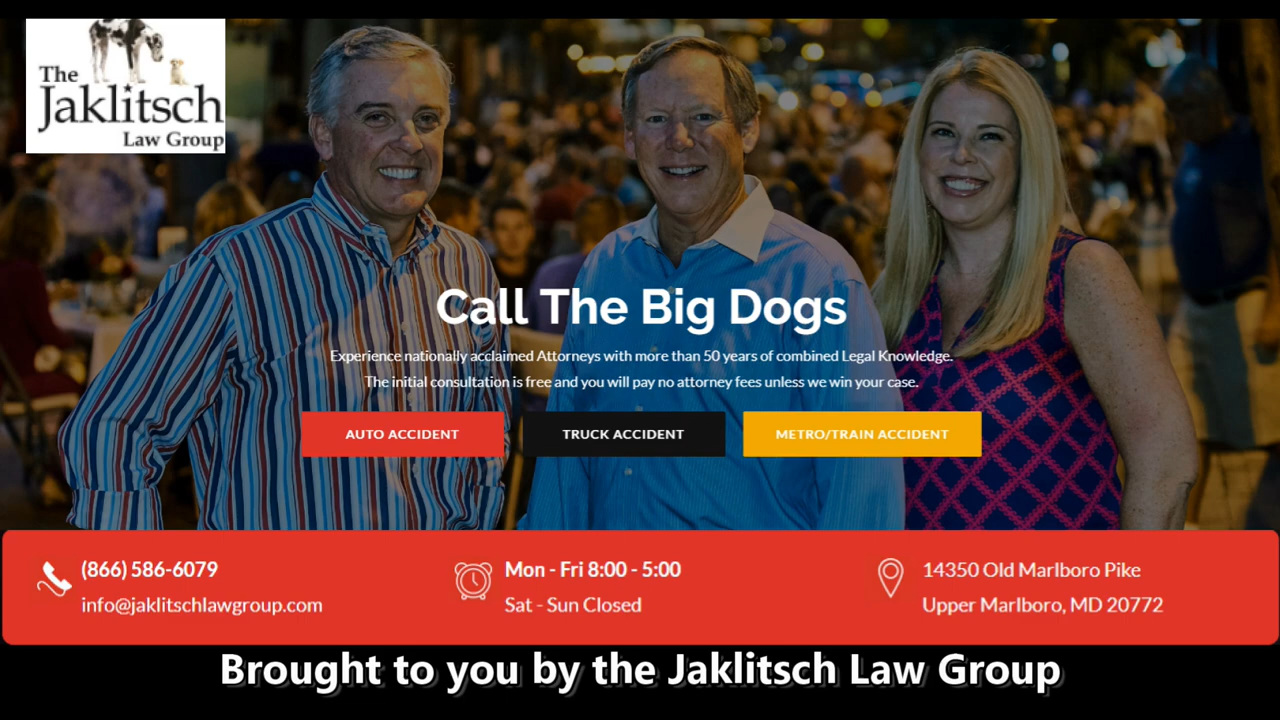 The
Jaklitsch
Law Group
Call The Big Dogs
Experience nationally acclaimed Attorneys with more than 50 years of combined Legal Knowledge.
The initial consultation is free and you will pay no attorney fees unless we win your case.
AUTO ACCIDENT
TRUCK ACCIDENT
METRO/TRAIN ACCIDENT
(866) 586-6079
info@jaklitschlawgroup.com
Mon - Fri 8:00 - 5:00
Sat - Sun Closed
14350 Old Marlboro Pike
Upper Marlboro, MD 20772
Brought to you by the Jaklitsch Law Group